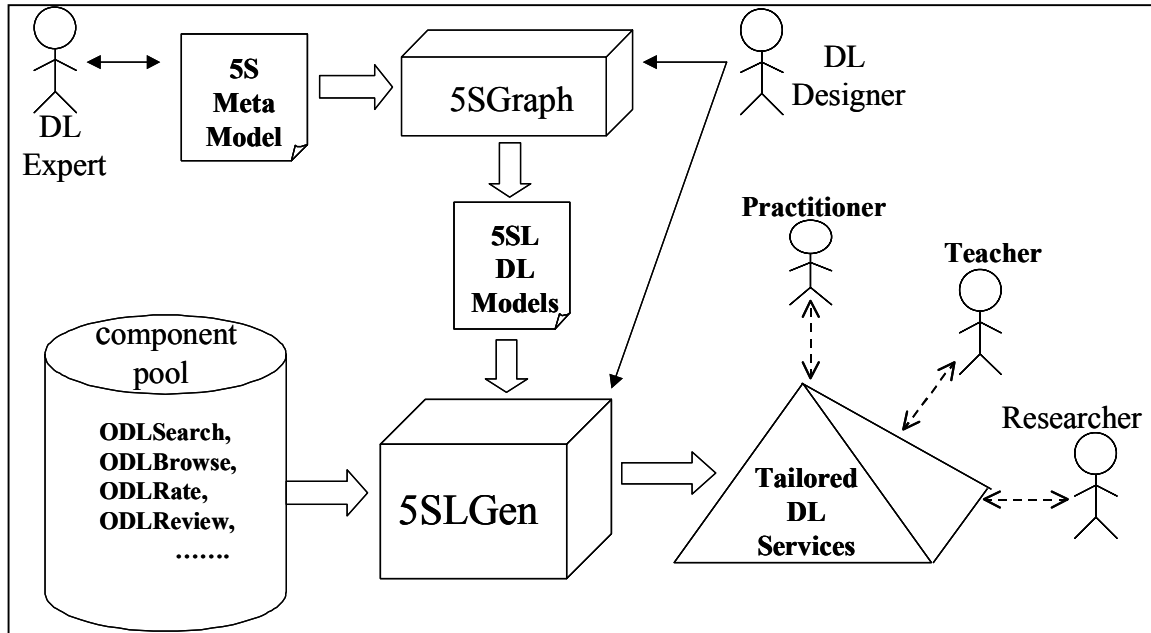 DL
Expert
5S
Meta
Model
5SGraph
DL
Designer
5SL
DL
Models
Practitioner
Teacher
Researcher
component
pool
ODLSearch,
ODLBrowse,
ODLRate,
ODLReview,
.......
5SLGen
Tailored
DL
Services